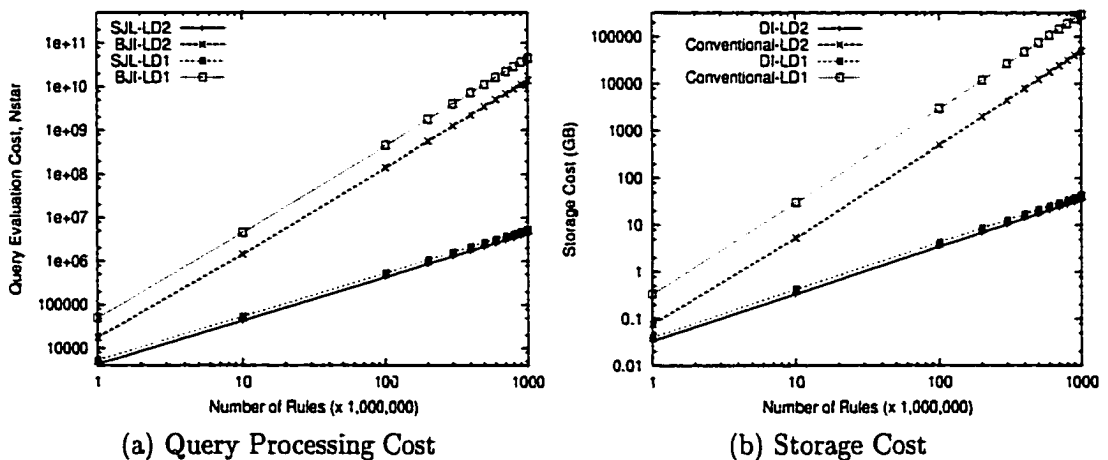 SJL-LD2
BJI-LD2
SJL-LD1
BJI-LD1
1e+11
1e+10
1e+09
1e+08
1e+07
1e+06
100000
10000
Query Evaluation Cost, Nstar
1
10
100
1000
Number of Rules (x 1,000,000)
(a) Query Processing Cost
DI-LD2
Conventional-LD2
DI-LD1
Conventional-LD1
100000
10000
1000
100
10
1
0.1
0.01
Storage Cost (GB)
1
10
100
1000
Number of Rules (x 1,000,000)
(b) Storage Cost